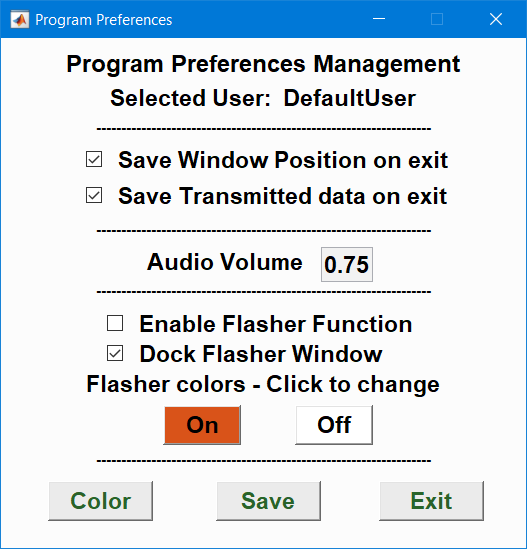 Program Preferences
Program Preferences Management
Selected User: DefaultUser
Save Window Position on exit
Save Transmitted data on exit
Audio Volume 0.75
Enable Flasher Function
Dock Flasher Window
Flasher colors - Click to change
On Off
Color Save Exit